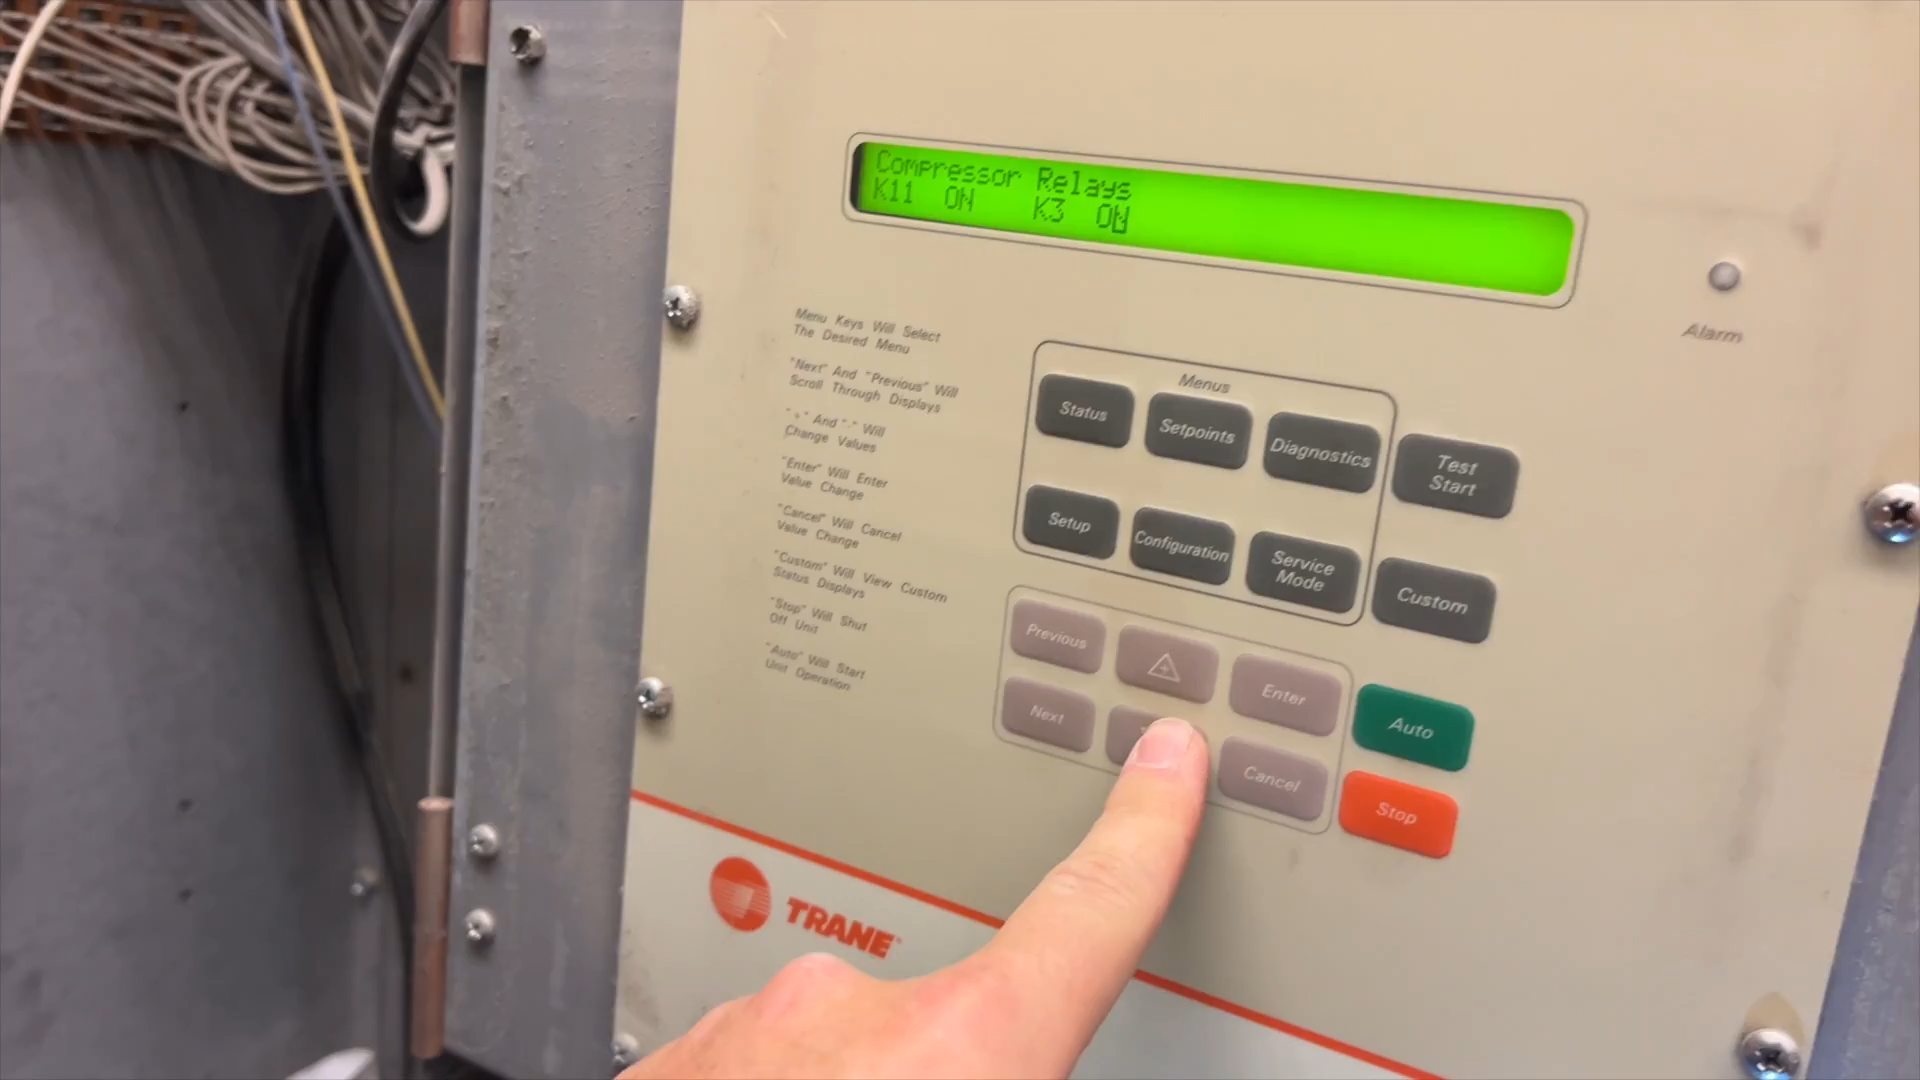 Compressor Relays
K11 ON K3 ON
Alarm
Menu Keys Will Select
The Desired Menu
"Next" And "Previous" Will
Scroll Through Displays
"+" And "-" Will
Change Values
"Enter" Will Enter
Value Change
"Cancel" Will Cancel
Value Change
"Custom" Will View Custom
Status Displays
"Stop" Will Shut
Off Unit
"Auto" Will Start
Unit Operation
Menus
Status
Setpoints
Diagnostics
Test
Start
Setup
Configuration
Service
Mode
Custom
Previous
+
Enter
Auto
Next
Cancel
Stop
TRANE